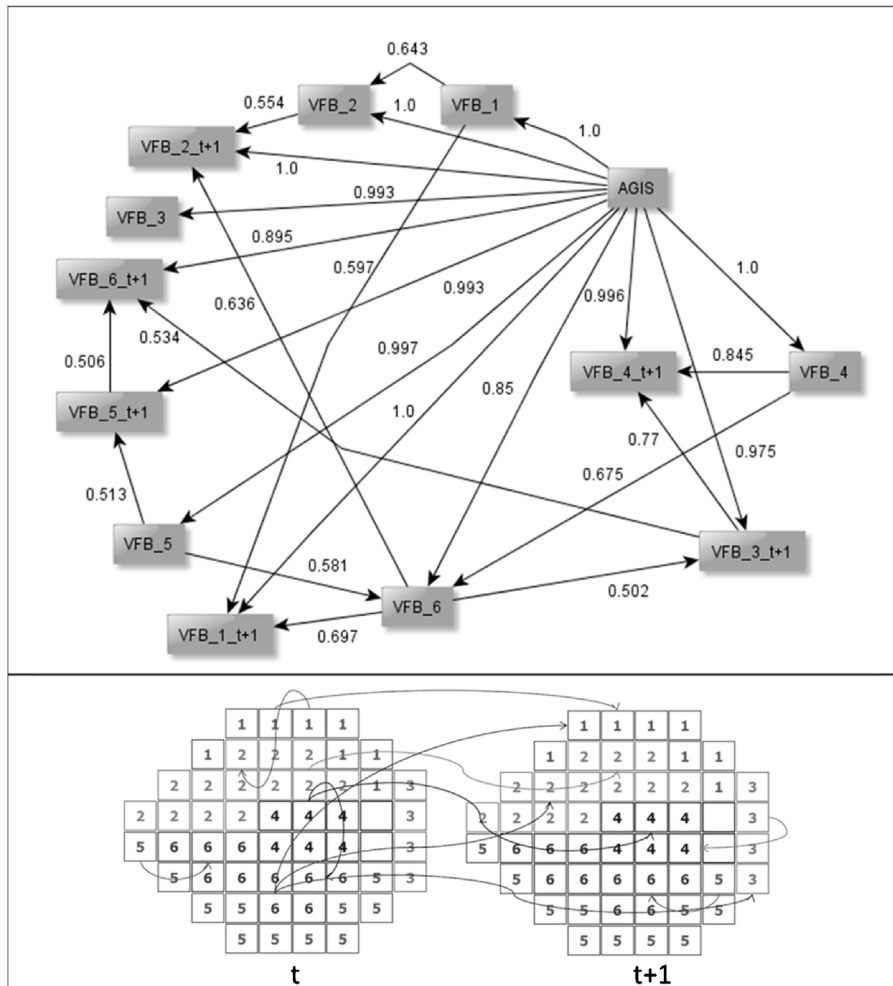 0.643
VFB_2 VFB_1
0.554 1.0 1.0
VFB_2_t+1
1.0 AGIS
0.993
VFB_3
0.895
VFB_6_t+1 0.597 1.0
0.993 0.996
0.636
0.534
0.997 0.845
0.506 VFB_4_t+1 VFB_4
0.85
VFB_5_t+1
1.0 0.77 0.975
0.675
0.513
VFB_5 VFB_3_t+1
0.581
0.502
VFB_6
VFB_1_t+1 0.697
1 1 1 1 1 1 1 1
1 2 2 2 1 1 1 2 2 2 1 1
2 2 2 2 2 2 1 3 2 2 2 2 2 2 1 3
2 2 2 2 4 4 4 3 2 2 2 2 4 4 4 3
5 6 6 6 4 4 4 3 5 6 6 6 4 4 4 3
5 6 6 6 6 6 5 3 5 6 6 6 6 6 5 3
5 5 6 6 5 5 5 5 6 6 5 5
5 5 5 5 5 5 5 5
t t+1